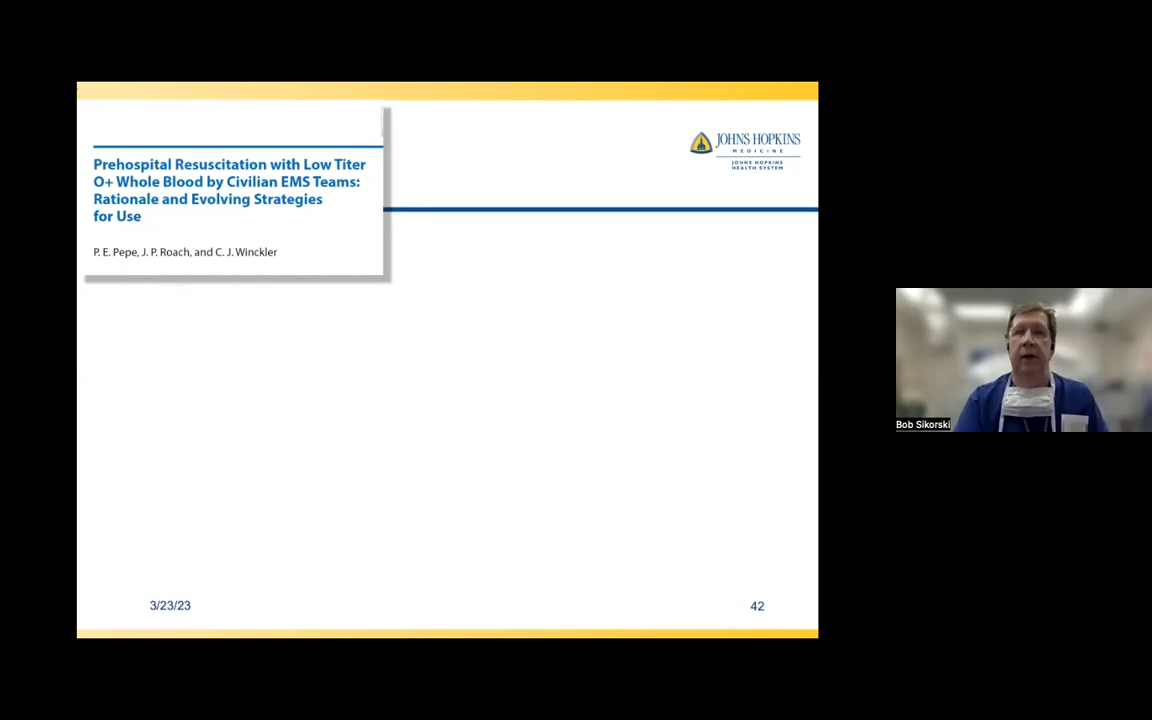 Prehospital Resuscitation with Low Titer
O+ Whole Blood by Civilian EMS Teams:
Rationale and Evolving Strategies
for Use
P. E. Pepe, J. P. Roach, and C. J. Winckler
JOHNS HOPKINS
MEDICINE
JOHNS HOPKINS
HEALTH SYSTEM
Bob Sikorski
3/23/23
42